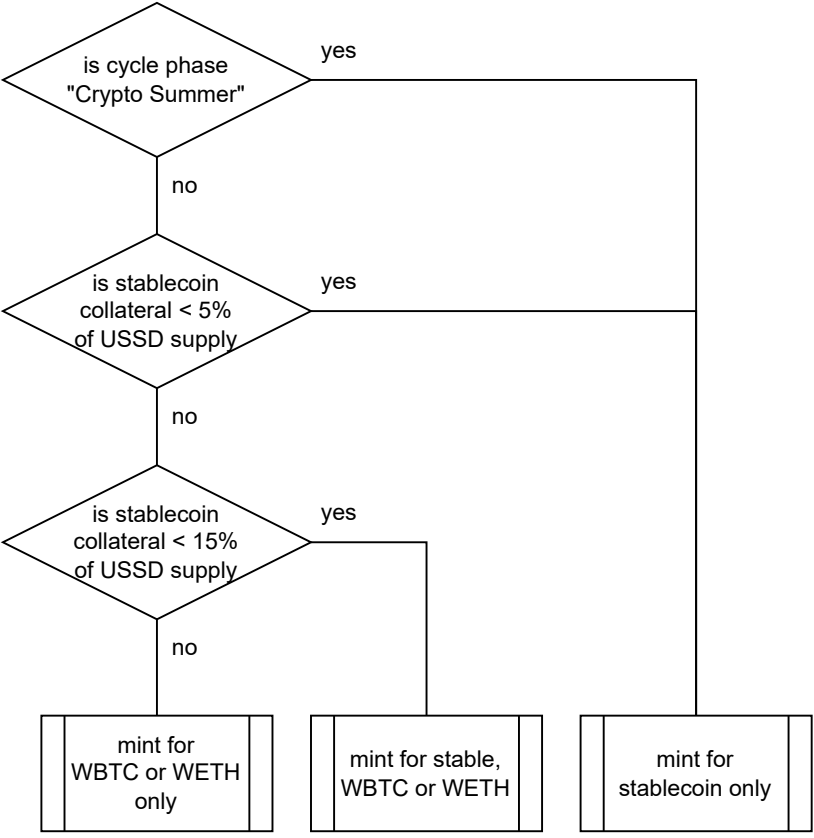 is cycle phase
"Crypto Summer"
yes
no
is stablecoin
collateral < 5%
of USSD supply
yes
no
is stablecoin
collateral < 15%
of USSD supply
yes
no
mint for
WBTC or WETH
only
mint for stable,
WBTC or WETH
mint for
stablecoin only